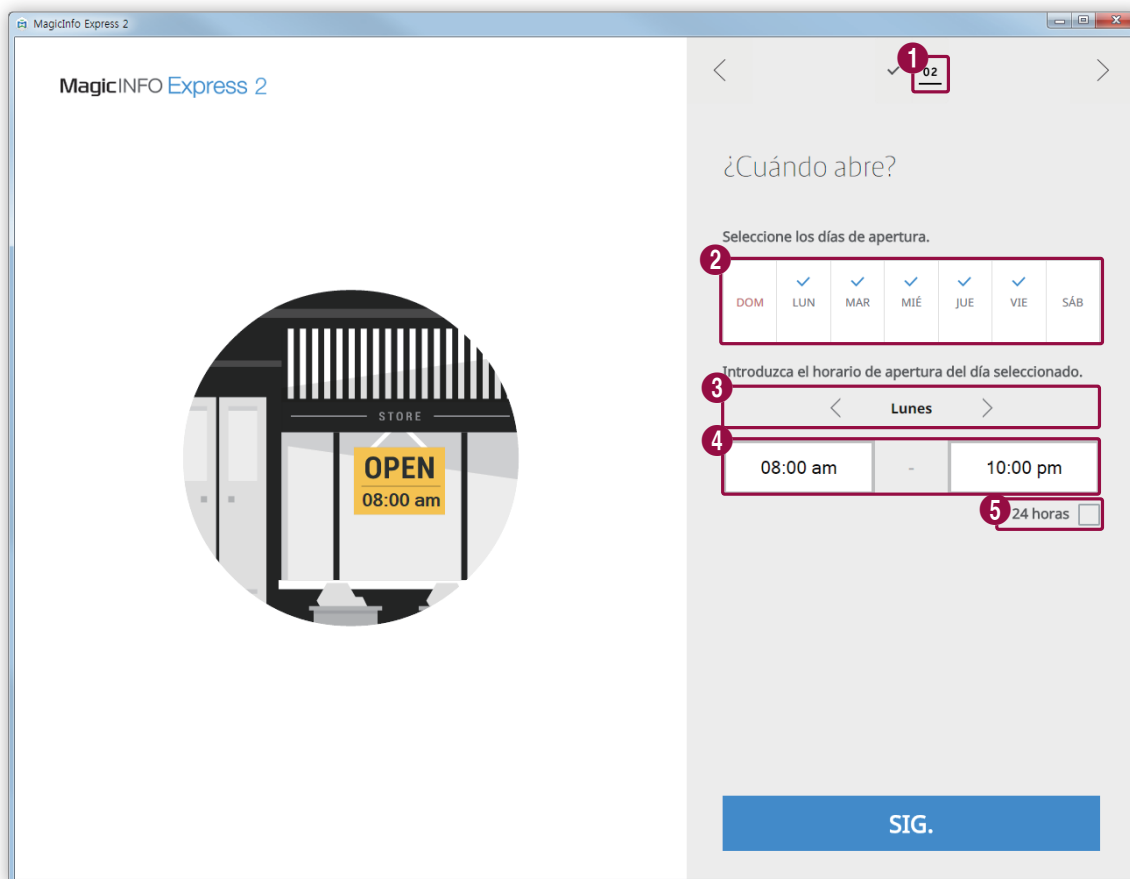 MagicInfo Express 2
MagicINFO Express 2
1
02
¿Cuándo abre?
Seleccione los días de apertura.
2
DOM LUN MAR MIÉ JUE VIE SÁB
Introduzca el horario de apertura del día seleccionado.
3
Lunes
4
08:00 am - 10:00 pm
5
24 horas
STORE
OPEN
08:00 am
SIG.